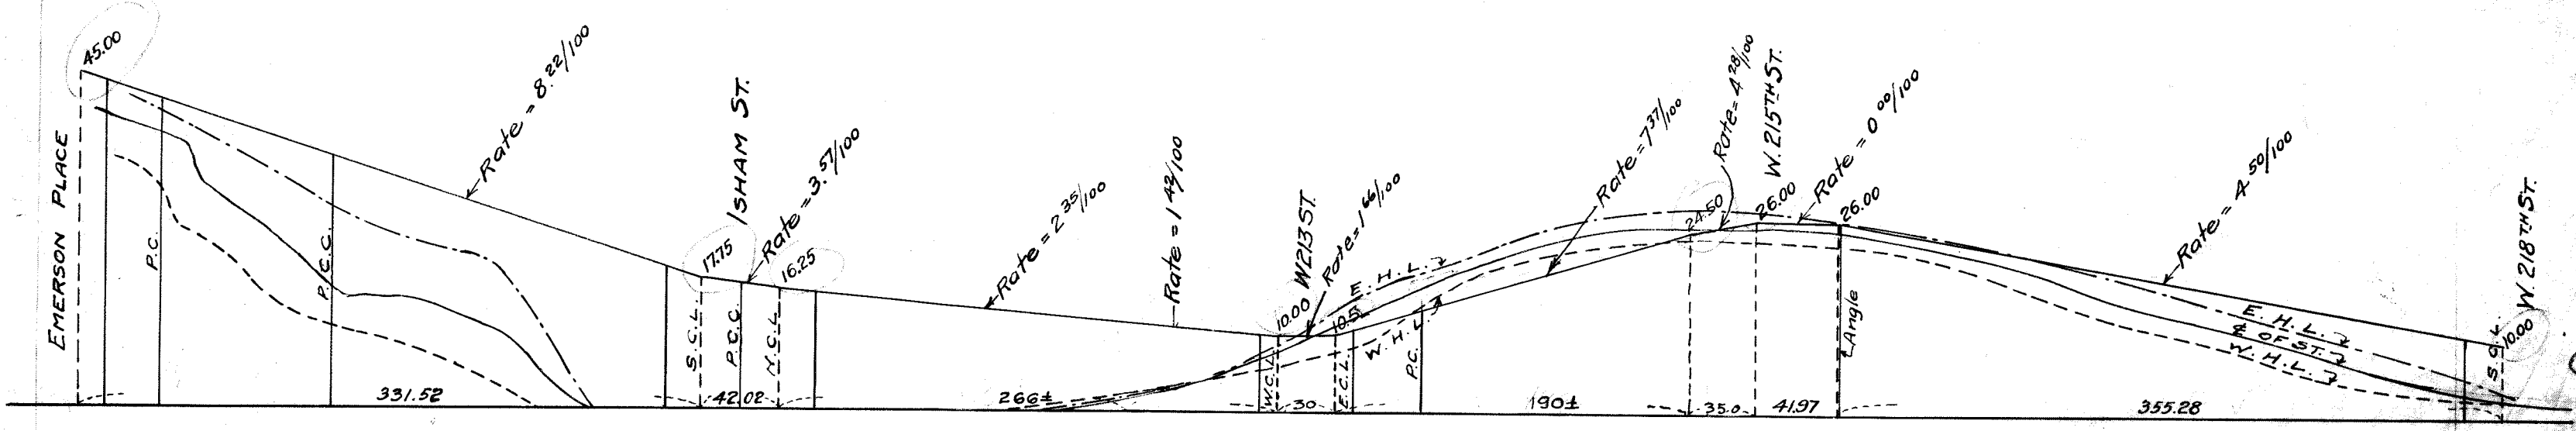 EMERSON PLACE
45.00
P.C.
P.C.C.
331.52
Rate = 8.22/100
17.75
ISHAM ST.
Rate = 3.57/100
16.25
S.C.L.
P.C.C.
N.C.L.
42.02
Rate = 2 35/100
266±
Rate = 1 42/100
10.00
W. 213 ST.
Rate = 1 66/100
10.5
W.C.L.
30
E.C.L.
E. H. L.
W. H. L.
P.C.
Rate = 7 37/100
190±
24.50
Rate = 4 28/100
35.0
26.00
W. 215TH ST.
Rate = 0 00/100
41.97
26.00
Angle
Rate = 4 50/100
355.28
E. H. L.
℄ OF ST.
W. H. L.
10.00
W. 218TH ST.